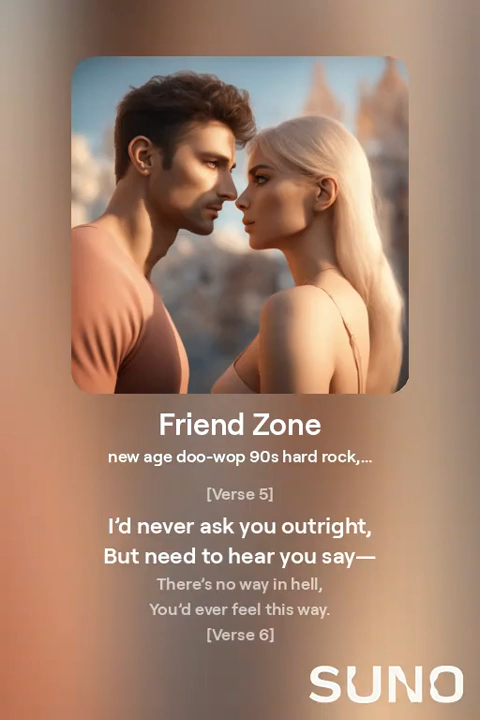 Friend Zone
new age doo-wop 90s hard rock,...
[Verse 5]
I'd never ask you outright,
But need to hear you say—
There's no way in hell,
You'd ever feel this way.
[Verse 6]
SUNO